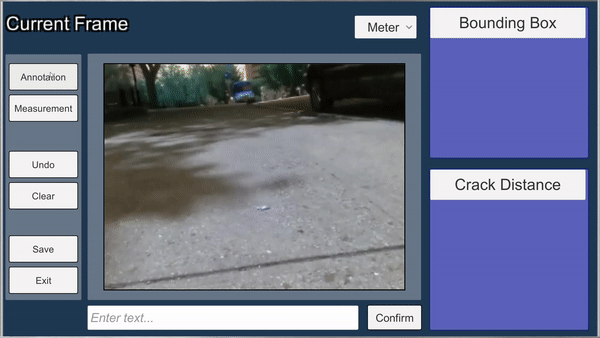 Current Frame
Meter
Bounding Box
Annotation
Measurement
Undo
Clear
Crack Distance
Save
Exit
Enter text...
Confirm